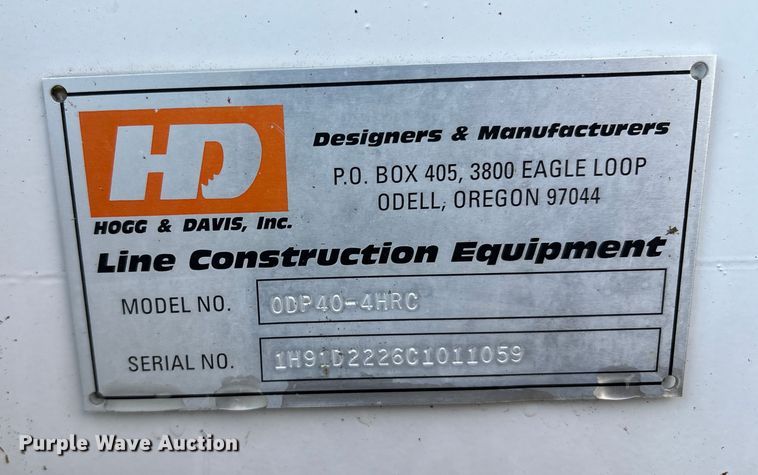 HD
HOGG & DAVIS, Inc.
Designers & Manufacturers
P.O. BOX 405, 3800 EAGLE LOOP
ODELL, OREGON 97044
Line Construction Equipment
MODEL NO. ODP40-4HRC
SERIAL NO. 1H91D2226C1011059
Purple Wave Auction